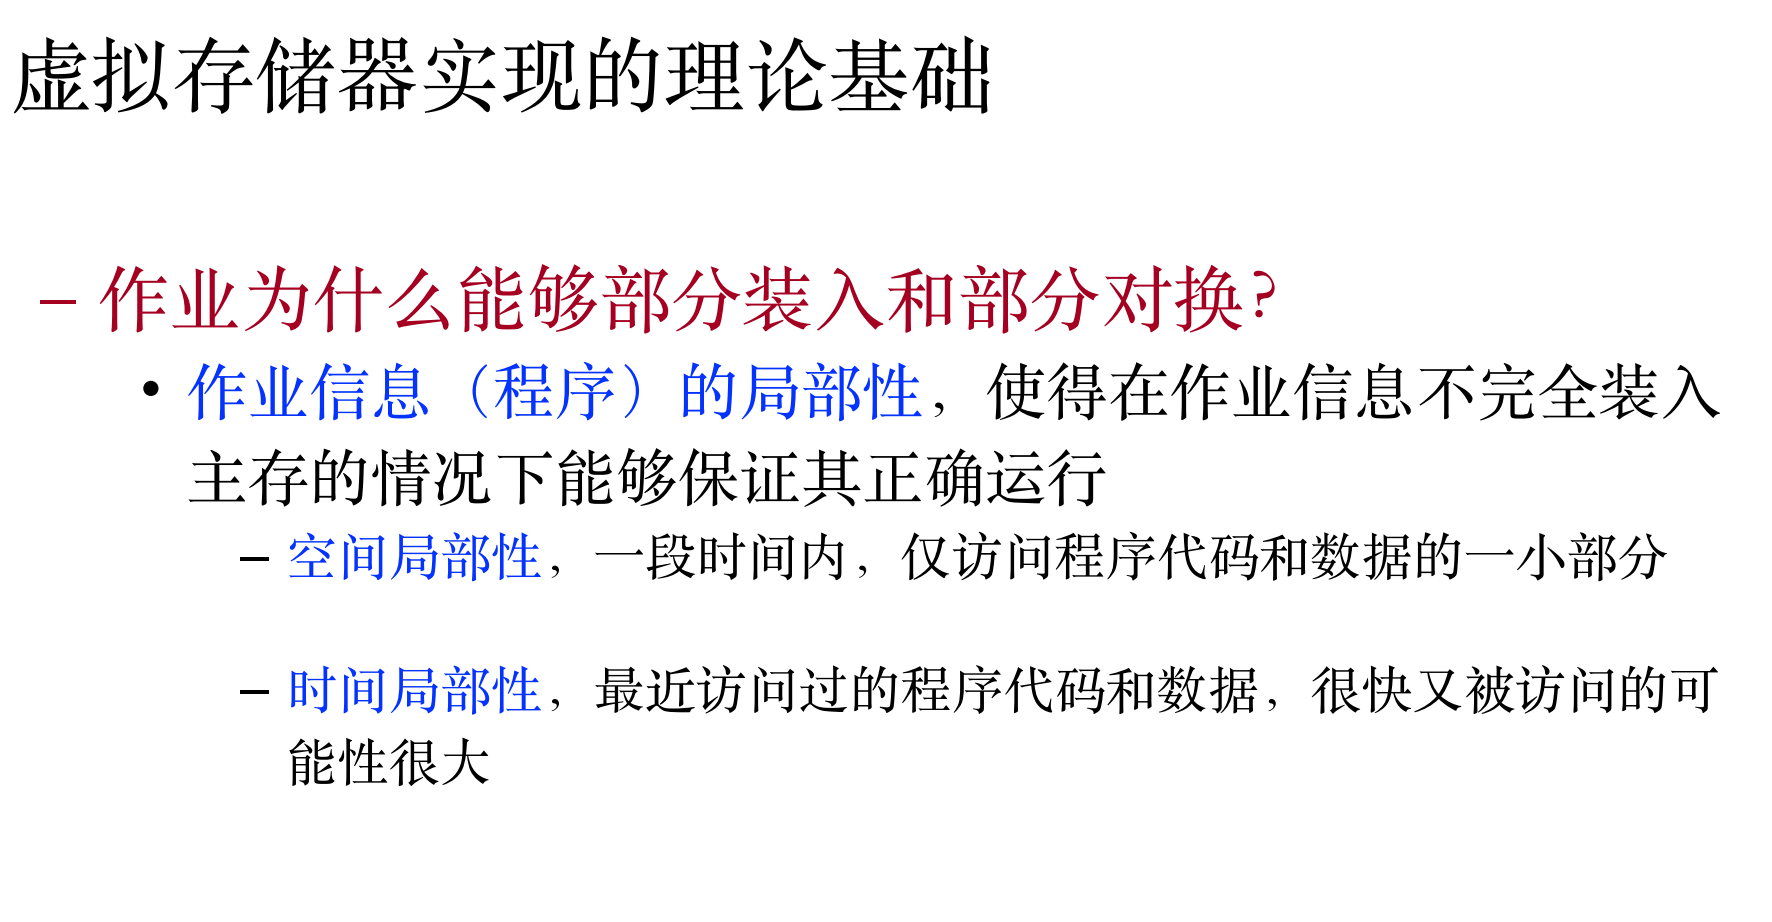 虚拟存储器实现的理论基础
– 作业为什么能够部分装入和部分对换?
• 作业信息（程序）的局部性，使得在作业信息不完全装入
主存的情况下能够保证其正确运行
– 空间局部性，一段时间内，仅访问程序代码和数据的一小部分
– 时间局部性，最近访问过的程序代码和数据，很快又被访问的可
能性很大